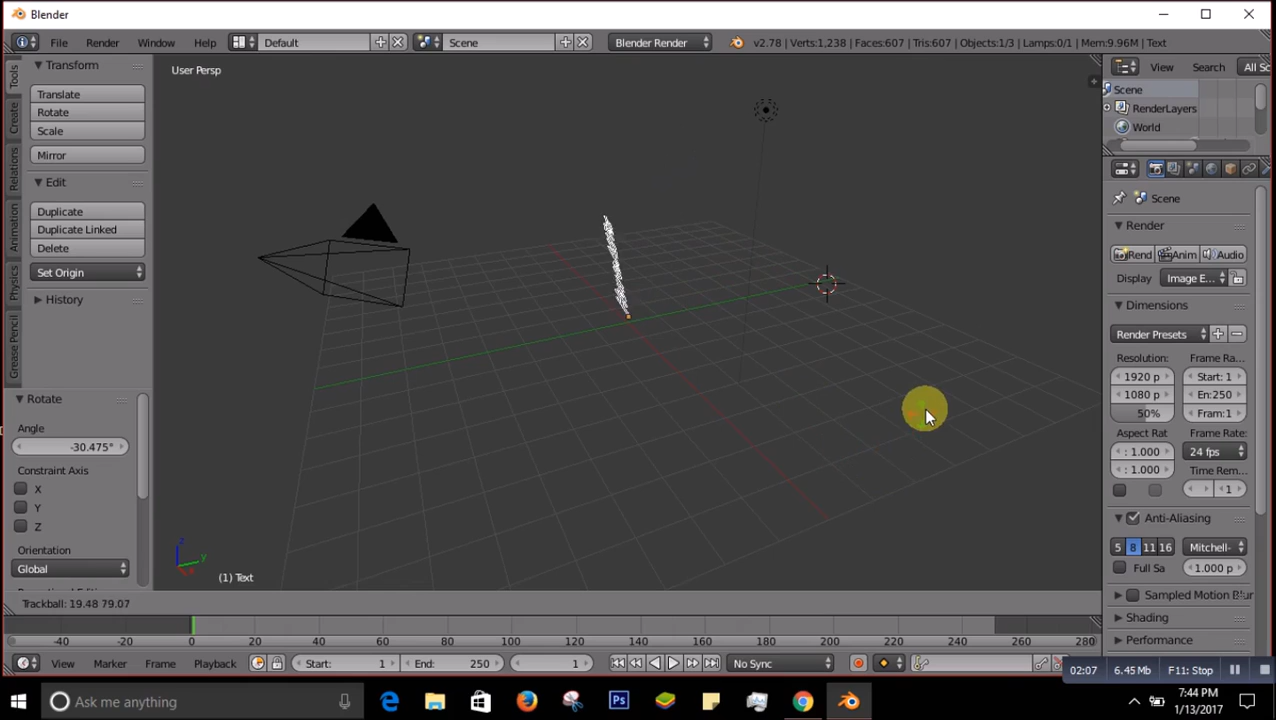 Blender
File Render Window Help Default Scene Blender Render v2.78 | Verts:1,238 | Faces:607 | Tris:607 | Objects:1/3 | Lamps:0/1 | Mem:9.96M | Text
Tools
Create
Relations
Animation
Physics
Grease Pencil
Transform
Translate
Rotate
Scale
Mirror
Edit
Duplicate
Duplicate Linked
Delete
Set Origin
History
Rotate
Angle
-30.475°
Constraint Axis
X
Y
Z
Orientation
Global
User Persp
z
y
(1) Text
Trackball: 19.48 79.07
View Search All Sc
Scene
RenderLayers
World
Scene
Render
Rend Anim Audio
Display Image E...
Dimensions
Render Presets
Resolution: Frame Ra...
1920 p Start: 1
1080 p En:250
50% Fram:1
Aspect Rat Frame Rate:
: 1.000 24 fps
: 1.000 Time Rem...
1
Anti-Aliasing
5 8 11 16 Mitchell-
Full Sa 1.000 p
Sampled Motion Blur
Shading
Performance
-40 -20 0 20 40 60 80 100 120 140 160 180 200 220 240 260 280
View Marker Frame Playback Start: 1 End: 250 1 No Sync
02:07 6.45 Mb F11: Stop
Ask me anything
7:44 PM
1/13/2017